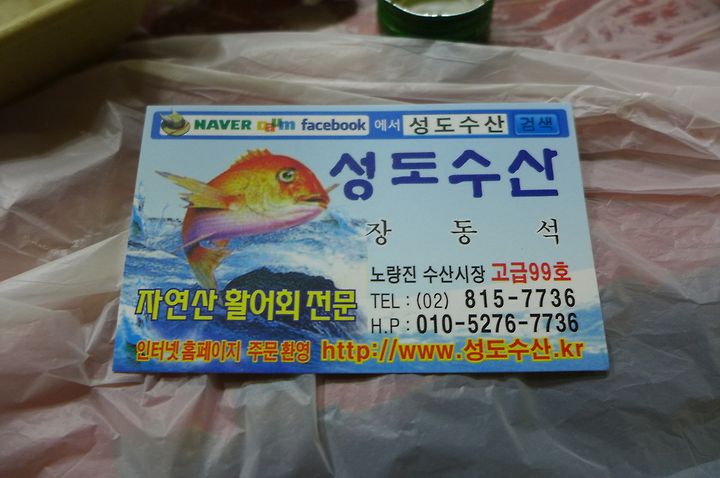 NAVER Daum facebook 에서 성도수산 검색
성도수산
장 동 석
노량진 수산시장 고급99호
자연산 활어회 전문
TEL : (02) 815-7736
H.P : 010-5276-7736
인터넷 홈페이지 주문 환영 http://www.성도수산.kr